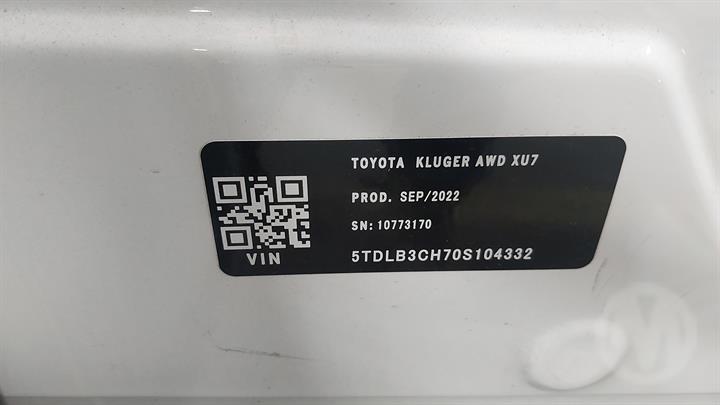 TOYOTA KLUGER AWD XU7
PROD. SEP/2022
SN: 10773170
VIN
5TDLB3CH70S104332